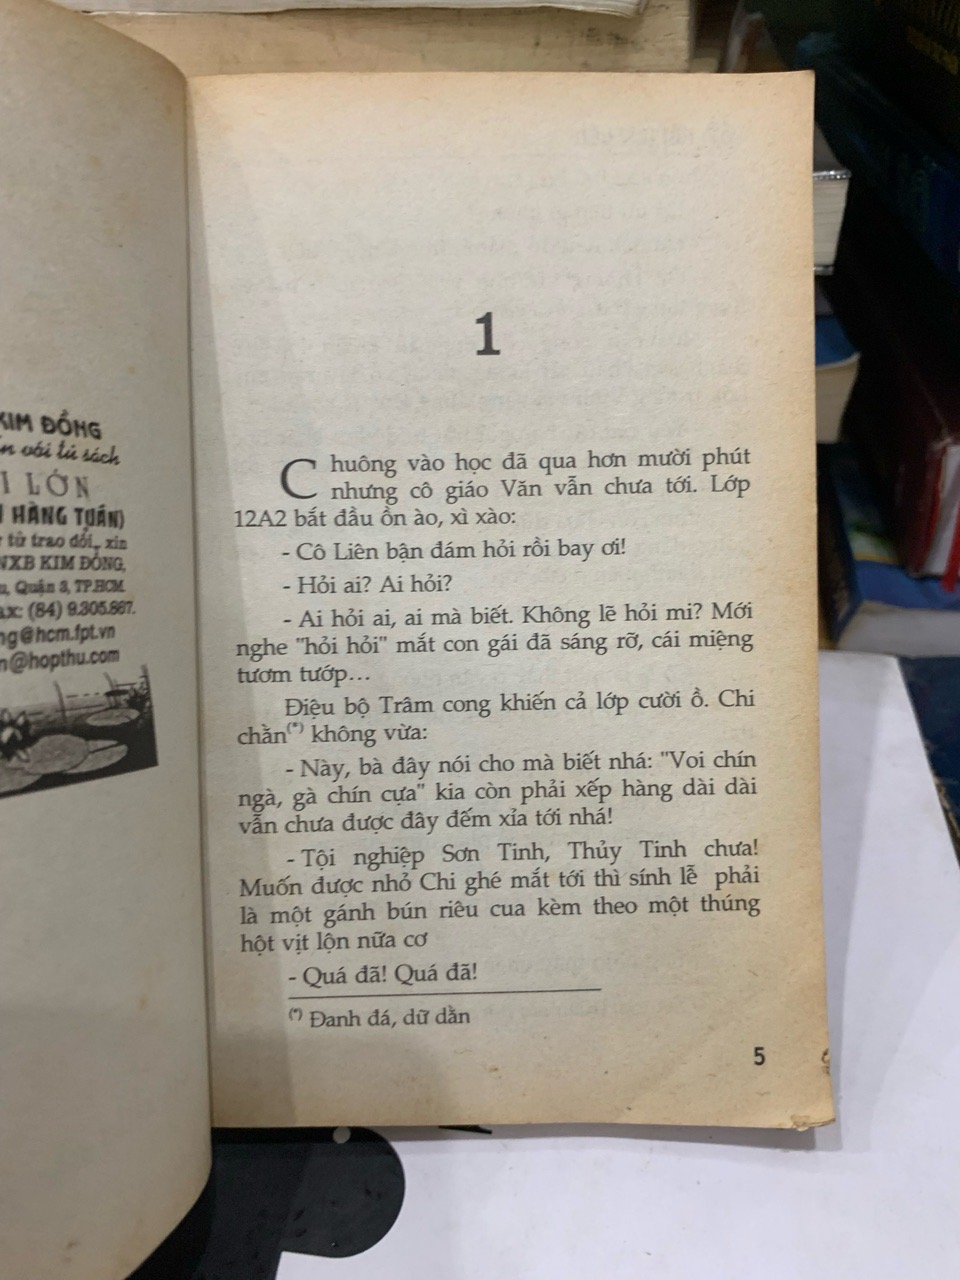 KIM ĐỒNG
với tủ sách
LỚN
HÀNG TUẦN)
từ trao đổi, xin
NXB KIM ĐỒNG,
Quận 3, TP.HCM.
(84) 9.305.867.
@hcm.fpt.vn
@hopthu.com
1
Chuông vào học đã qua hơn mười phút
nhưng cô giáo Văn vẫn chưa tới. Lớp
12A2 bắt đầu ồn ào, xì xào:
- Cô Liên bận đám hỏi rồi bay ơi!
- Hỏi ai? Ai hỏi?
- Ai hỏi ai, ai mà biết. Không lẽ hỏi mi? Mới
nghe "hỏi hỏi" mắt con gái đã sáng rỡ, cái miệng
tươm tướp...
Điệu bộ Trâm cong khiến cả lớp cười ồ. Chi
chằn(*) không vừa:
- Này, bà đây nói cho mà biết nhá: "Voi chín
ngà, gà chín cựa" kia còn phải xếp hàng dài dài
vẫn chưa được đây đếm xỉa tới nhá!
- Tội nghiệp Sơn Tinh, Thủy Tinh chưa!
Muốn được nhỏ Chi ghé mắt tới thì sính lễ phải
là một gánh bún riêu cua kèm theo một thúng
hột vịt lộn nữa cơ
- Quá đã! Quá đã!
(*) Đanh đá, dữ dằn
5